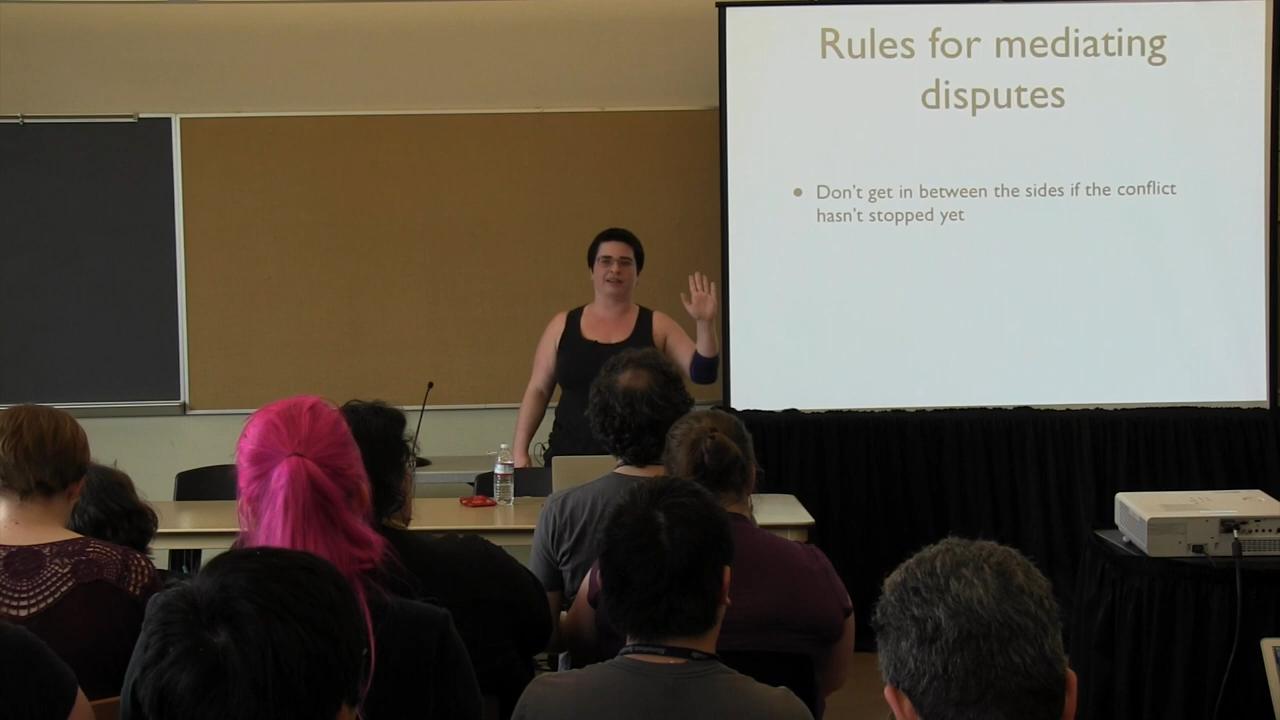 Rules for mediating
disputes
• Don't get in between the sides if the conflict
hasn't stopped yet